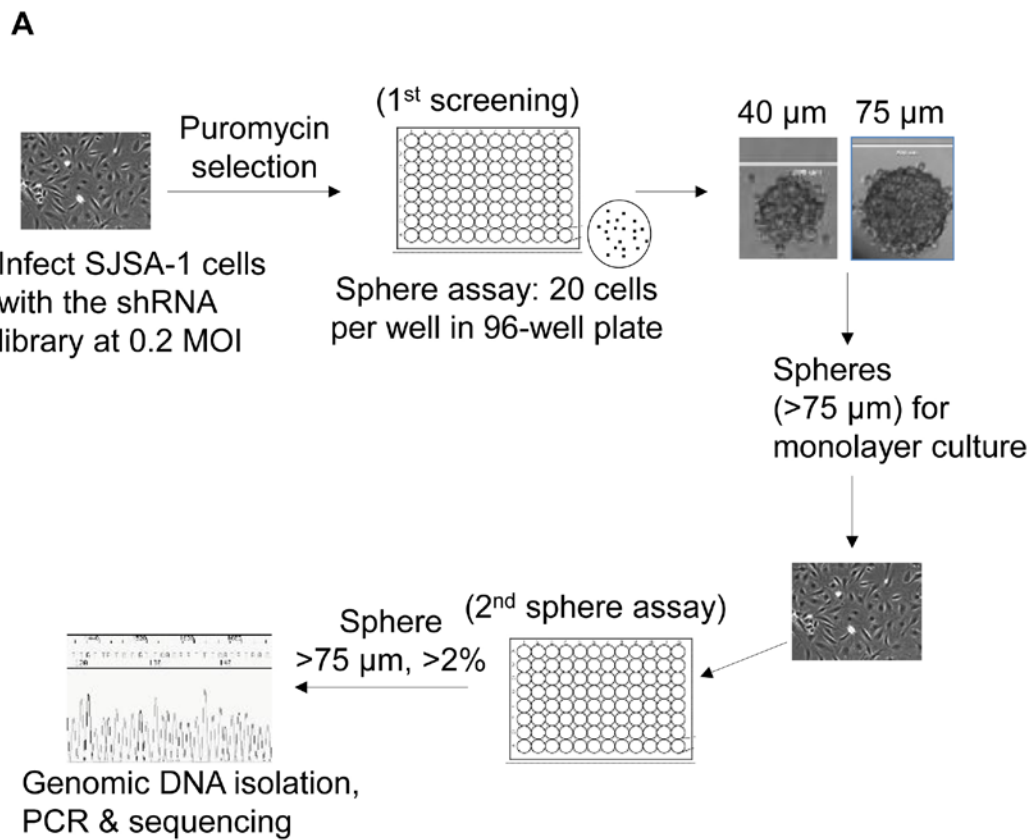 A
(1st screening)
Puromycin
selection
40 µm 75 µm
Infect SJSA-1 cells
with the shRNA
library at 0.2 MOI
Sphere assay: 20 cells
per well in 96-well plate
Spheres
(>75 µm) for
monolayer culture
(2nd sphere assay)
Sphere
>75 µm, >2%
Genomic DNA isolation,
PCR & sequencing